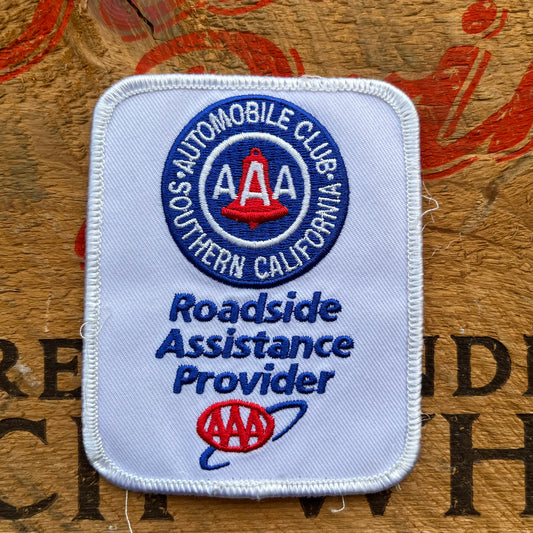 AUTOMOBILE CLUB
AAA
SOUTHERN CALIFORNIA
Roadside
Assistance
Provider
AAA